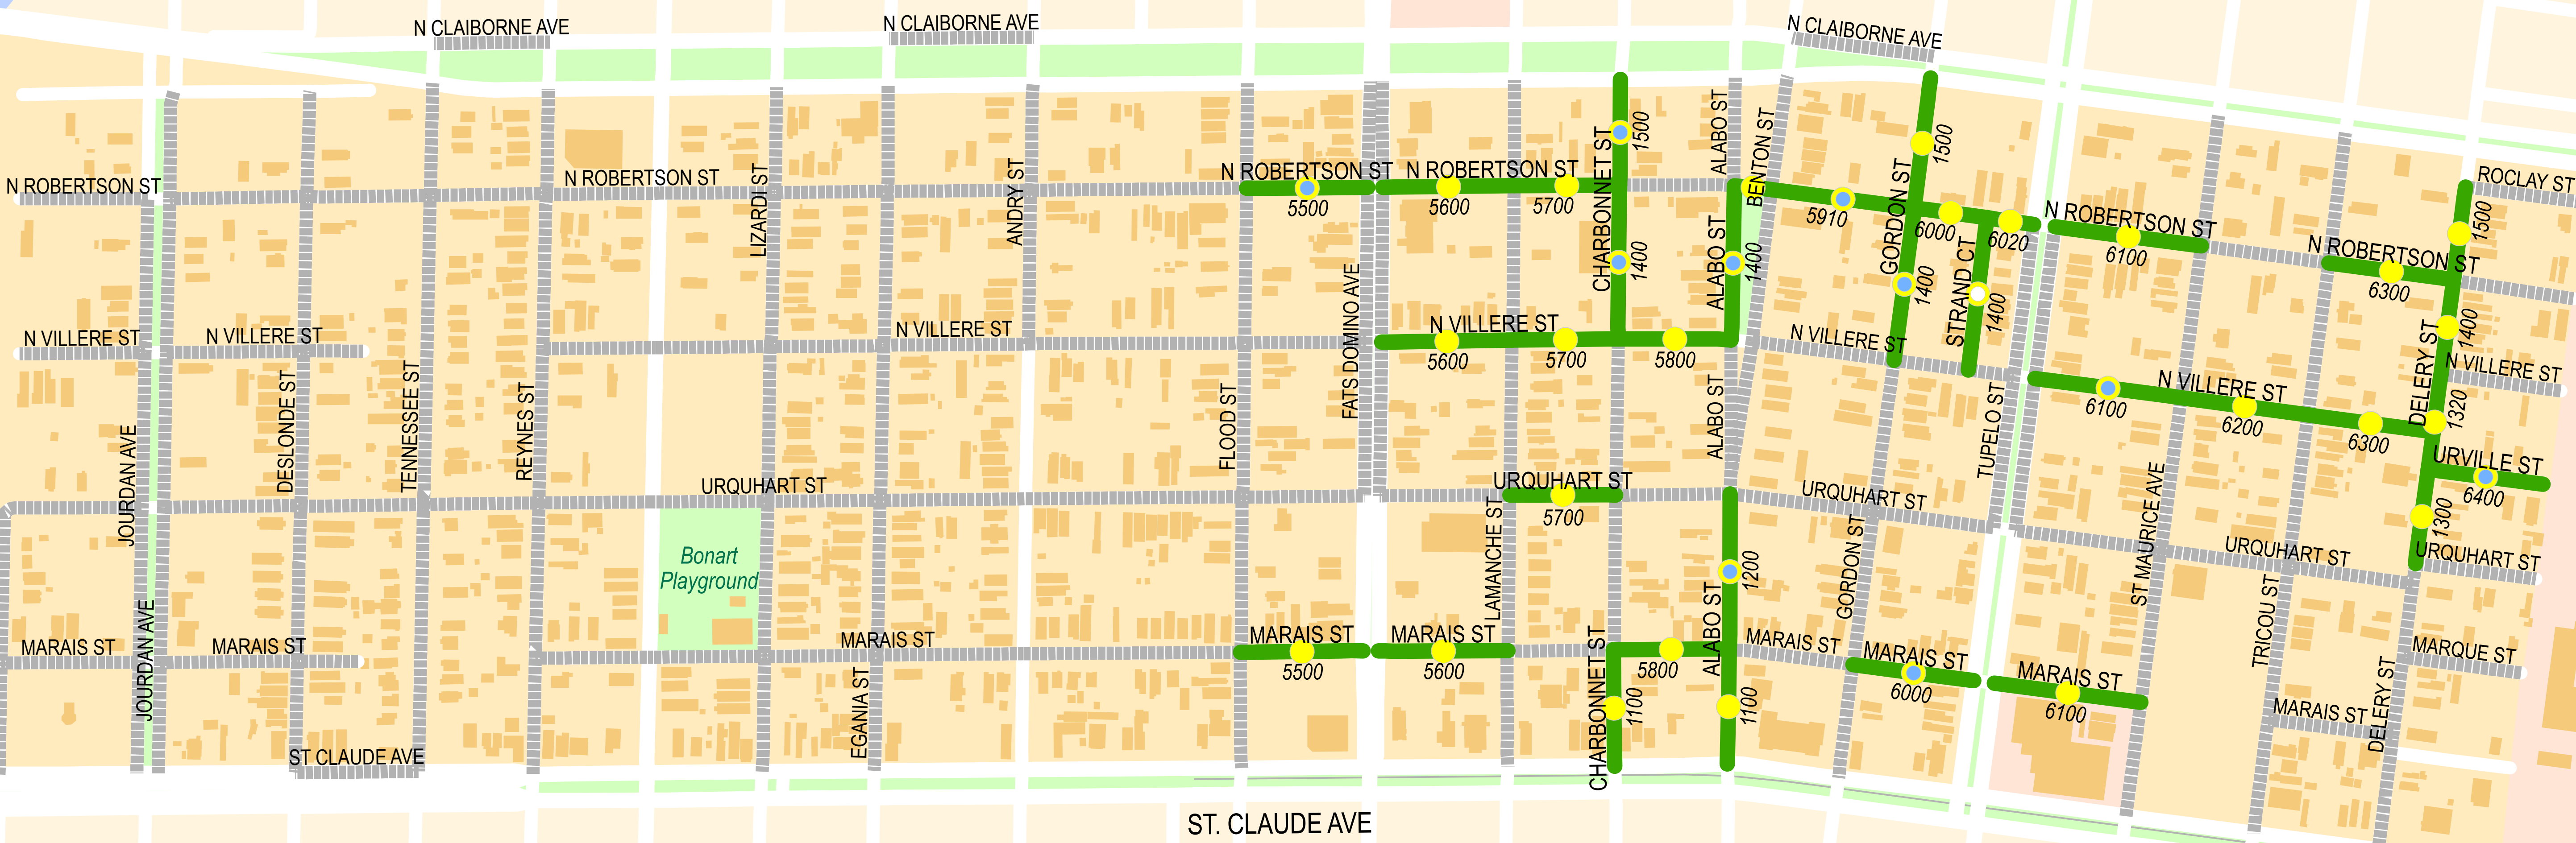 N CLAIBORNE AVE
N CLAIBORNE AVE
N CLAIBORNE AVE
N ROBERTSON ST
N ROBERTSON ST
N ROBERTSON ST
N ROBERTSON ST
N ROBERTSON ST
N ROBERTSON ST
ROCLAY ST
5500
5600
5700
5910
6000
6020
6100
6300
LIZARDI ST
ANDRY ST
CHARBONNET ST
1500
1400
ALABO ST
BENTON ST
ALABO ST
1400
GORDON ST
1500
1400
STRAND CT
1400
DELERY ST
1500
1400
1320
1300
N VILLERE ST
N VILLERE ST
N VILLERE ST
N VILLERE ST
N VILLERE ST
N VILLERE ST
N VILLERE ST
5600
5700
5800
6100
6200
6300
JOURDAN AVE
DESLONDE ST
TENNESSEE ST
REYNES ST
FLOOD ST
FATS DOMINO AVE
ALABO ST
TUPELO ST
URVILLE ST
6400
URQUHART ST
URQUHART ST
URQUHART ST
URQUHART ST
URQUHART ST
5700
Bonart
Playground
LAMANCHE ST
1200
GORDON ST
ST MAURICE AVE
TRICOU ST
MARAIS ST
MARAIS ST
MARAIS ST
MARAIS ST
MARAIS ST
MARAIS ST
MARAIS ST
MARAIS ST
MARQUE ST
MARAIS ST
5500
5600
5800
6000
6100
JOURDAN AVE
EGANIA ST
CHARBONNET ST
1100
ALABO ST
1100
DELERY ST
ST CLAUDE AVE
ST. CLAUDE AVE